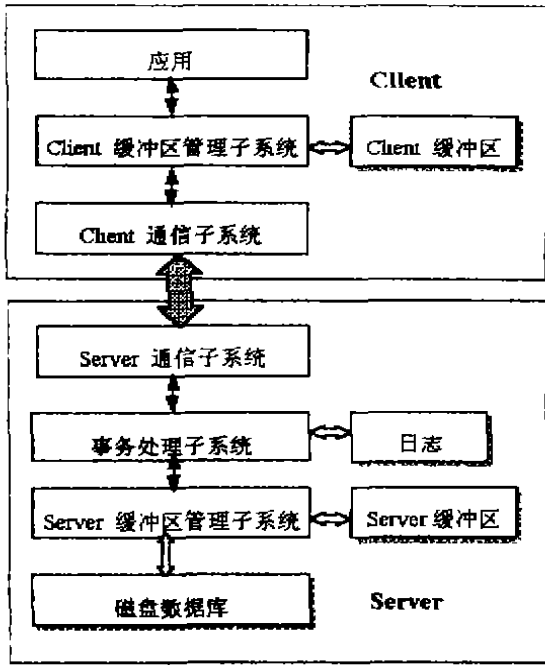 应用
Client
Client 缓冲区管理子系统
Client 缓冲区
Client 通信子系统
Server 通信子系统
事务处理子系统
日志
Server 缓冲区管理子系统
Server 缓冲区
磁盘数据库
Server